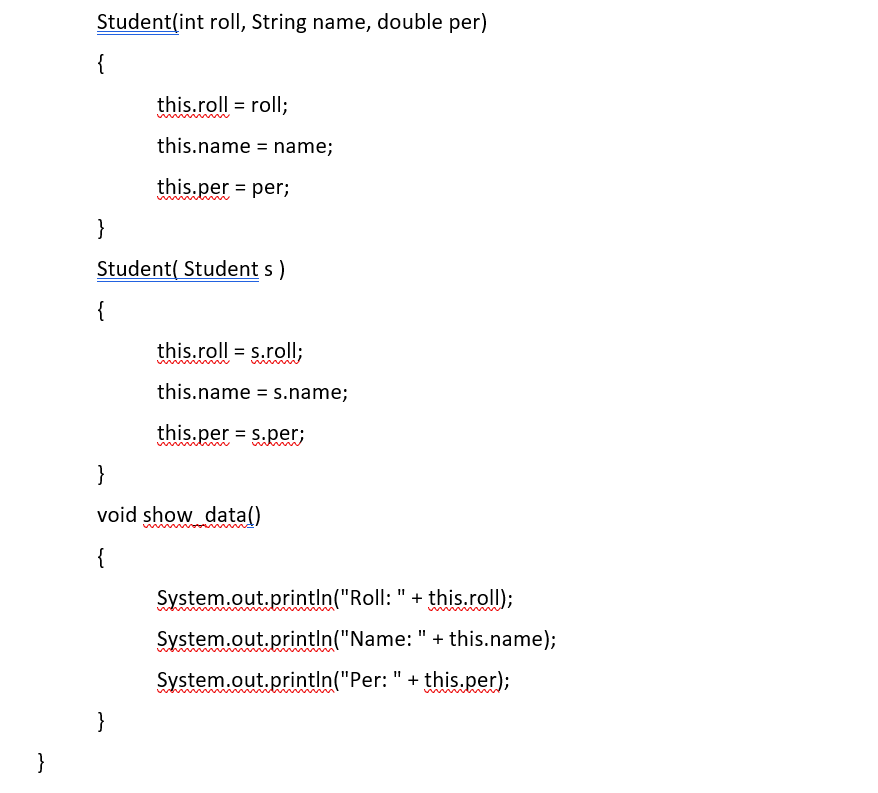 Student(int roll, String name, double per)
{
this.roll = roll;
this.name = name;
this.per = per;
}
Student( Student s )
{
this.roll = s.roll;
this.name = s.name;
this.per = s.per;
}
void show_data()
{
System.out.println("Roll: " + this.roll);
System.out.println("Name: " + this.name);
System.out.println("Per: " + this.per);
}
}